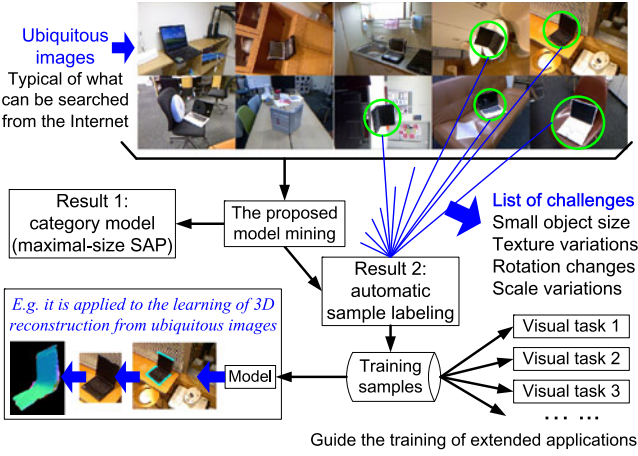 Ubiquitous
images
Typical of what
can be searched
from the Internet
Result 1:
category model
(maximal-size SAP)
The proposed
model mining
List of challenges
Small object size
Texture variations
Rotation changes
Scale variations
Result 2:
automatic
sample labeling
E.g. it is applied to the learning of 3D
reconstruction from ubiquitous images
Model
Training
samples
Visual task 1
Visual task 2
Visual task 3
... ...
Guide the training of extended applications